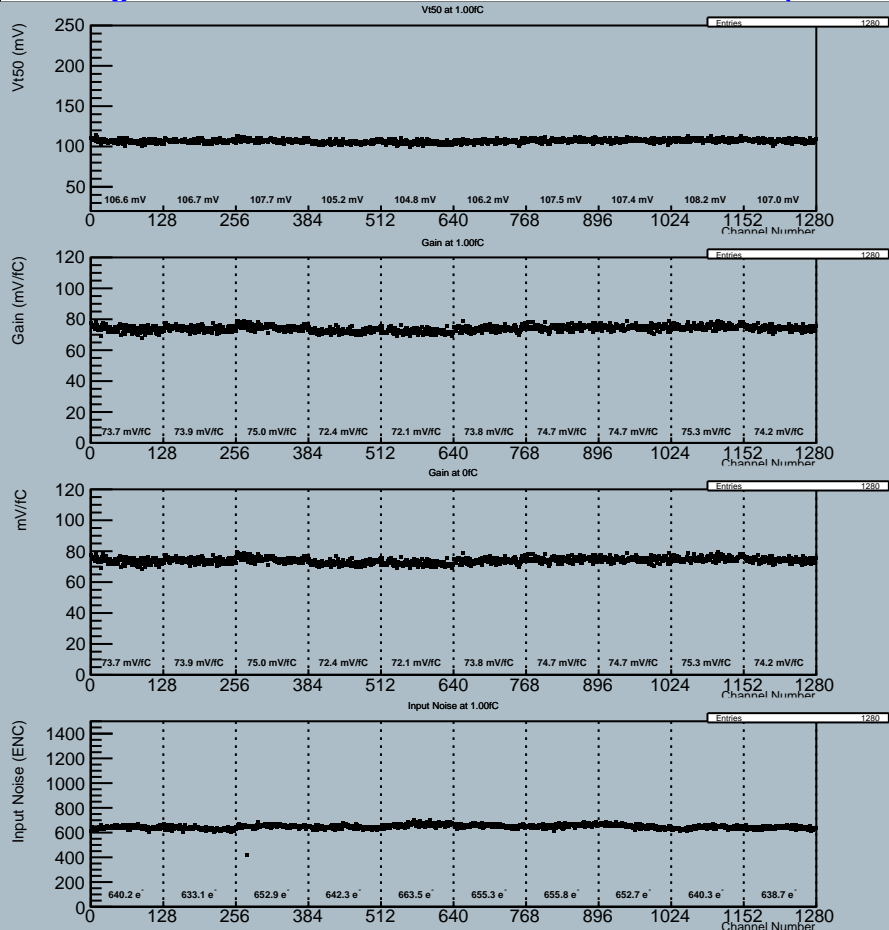 Vt50 at 1.00fC
Entries 1280
Vt50 (mV)
250
200
150
100
50
106.6 mV 106.7 mV 107.7 mV 105.2 mV 104.8 mV 106.2 mV 107.5 mV 107.4 mV 108.2 mV 107.0 mV
0 128 256 384 512 640 768 896 1024 1152 1280
Channel Number
Gain at 1.00fC
Entries 1280
Gain (mV/fC)
120
100
80
60
40
20
0
73.7 mV/fC 73.9 mV/fC 75.0 mV/fC 72.4 mV/fC 72.1 mV/fC 73.8 mV/fC 74.7 mV/fC 74.7 mV/fC 75.3 mV/fC 74.2 mV/fC
0 128 256 384 512 640 768 896 1024 1152 1280
Channel Number
Gain at 0fC
Entries 1280
mV/fC
120
100
80
60
40
20
0
73.7 mV/fC 73.9 mV/fC 75.0 mV/fC 72.4 mV/fC 72.1 mV/fC 73.8 mV/fC 74.7 mV/fC 74.7 mV/fC 75.3 mV/fC 74.2 mV/fC
0 128 256 384 512 640 768 896 1024 1152 1280
Channel Number
Input Noise at 1.00fC
Entries 1280
Input Noise (ENC)
1400
1200
1000
800
600
400
200
0
640.2 e⁻ 633.1 e⁻ 652.9 e⁻ 642.3 e⁻ 663.5 e⁻ 655.3 e⁻ 655.8 e⁻ 652.7 e⁻ 640.3 e⁻ 638.7 e⁻
0 128 256 384 512 640 768 896 1024 1152 1280
Channel Number